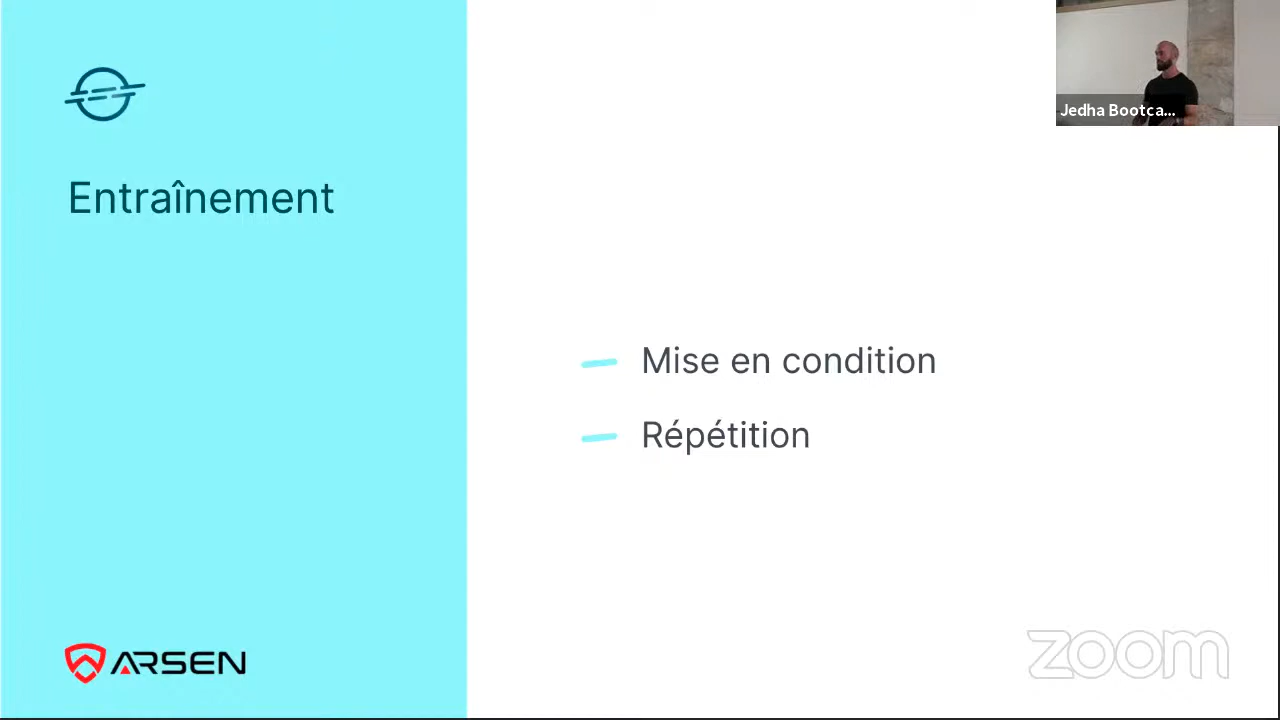 Jedha Bootca...
Entraînement
Mise en condition
Répétition
ARSEN
zoom